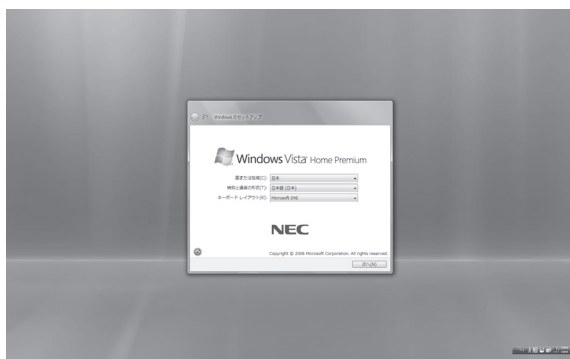 Windows のセットアップ
Windows Vista Home Premium
国または地域(C): 日本
時刻と通貨の形式(T): 日本語 (日本)
キーボード レイアウト(K): Microsoft IME
NEC
Copyright © 2006 Microsoft Corporation. All rights reserved.
次へ(N)